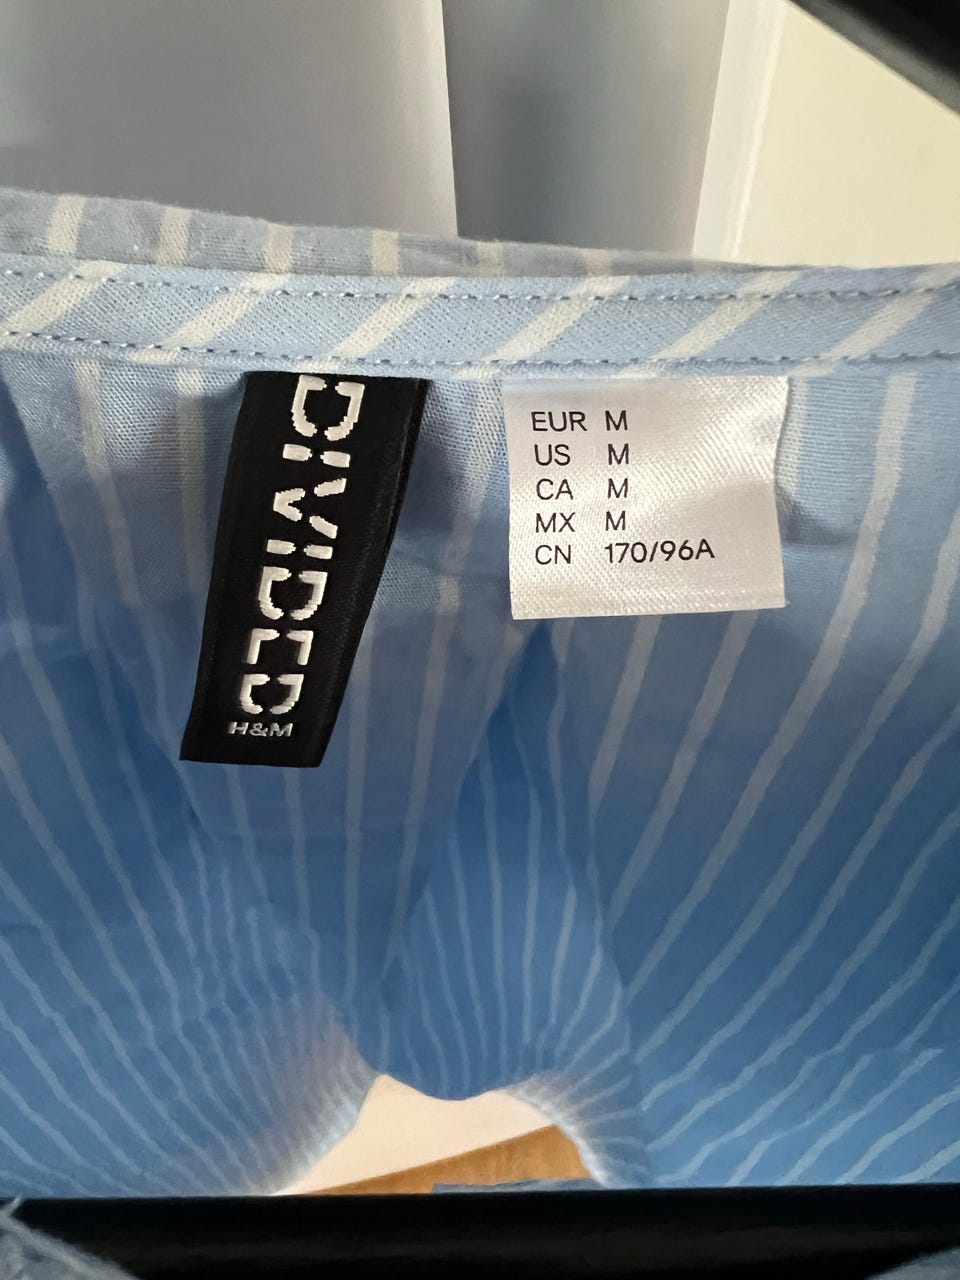 DIVIDED
H&M
EUR M
US M
CA M
MX M
CN 170/96A